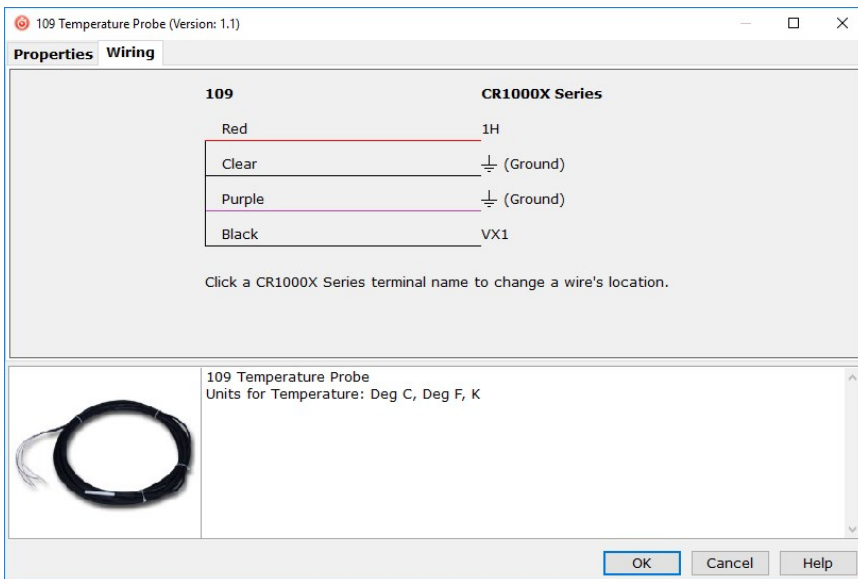 109 Temperature Probe (Version: 1.1)
Properties Wiring
109 CR1000X Series
Red 1H
Clear ⏚ (Ground)
Purple ⏚ (Ground)
Black VX1
Click a CR1000X Series terminal name to change a wire's location.
109 Temperature Probe
Units for Temperature: Deg C, Deg F, K
OK Cancel Help